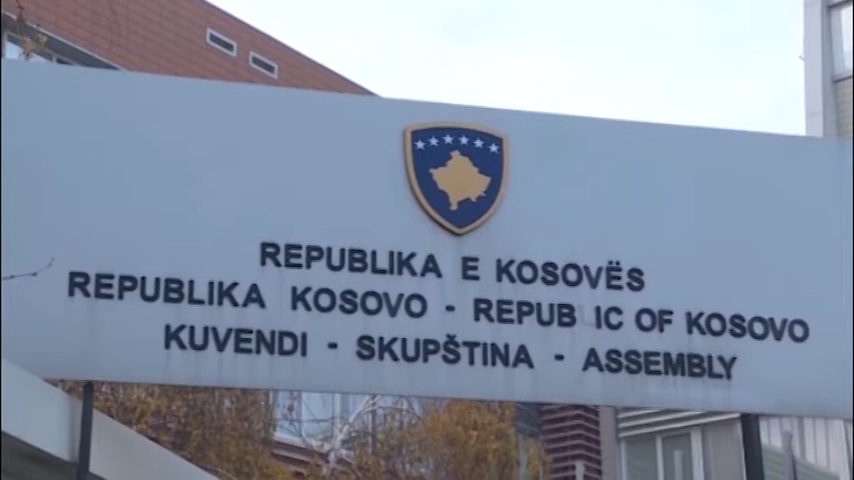 REPUBLIKA E KOSOVËS
REPUBLIKA KOSOVO - REPUB IC OF KOSOVO
KUVENDI - SKUPŠTINA - ASSEMBLY